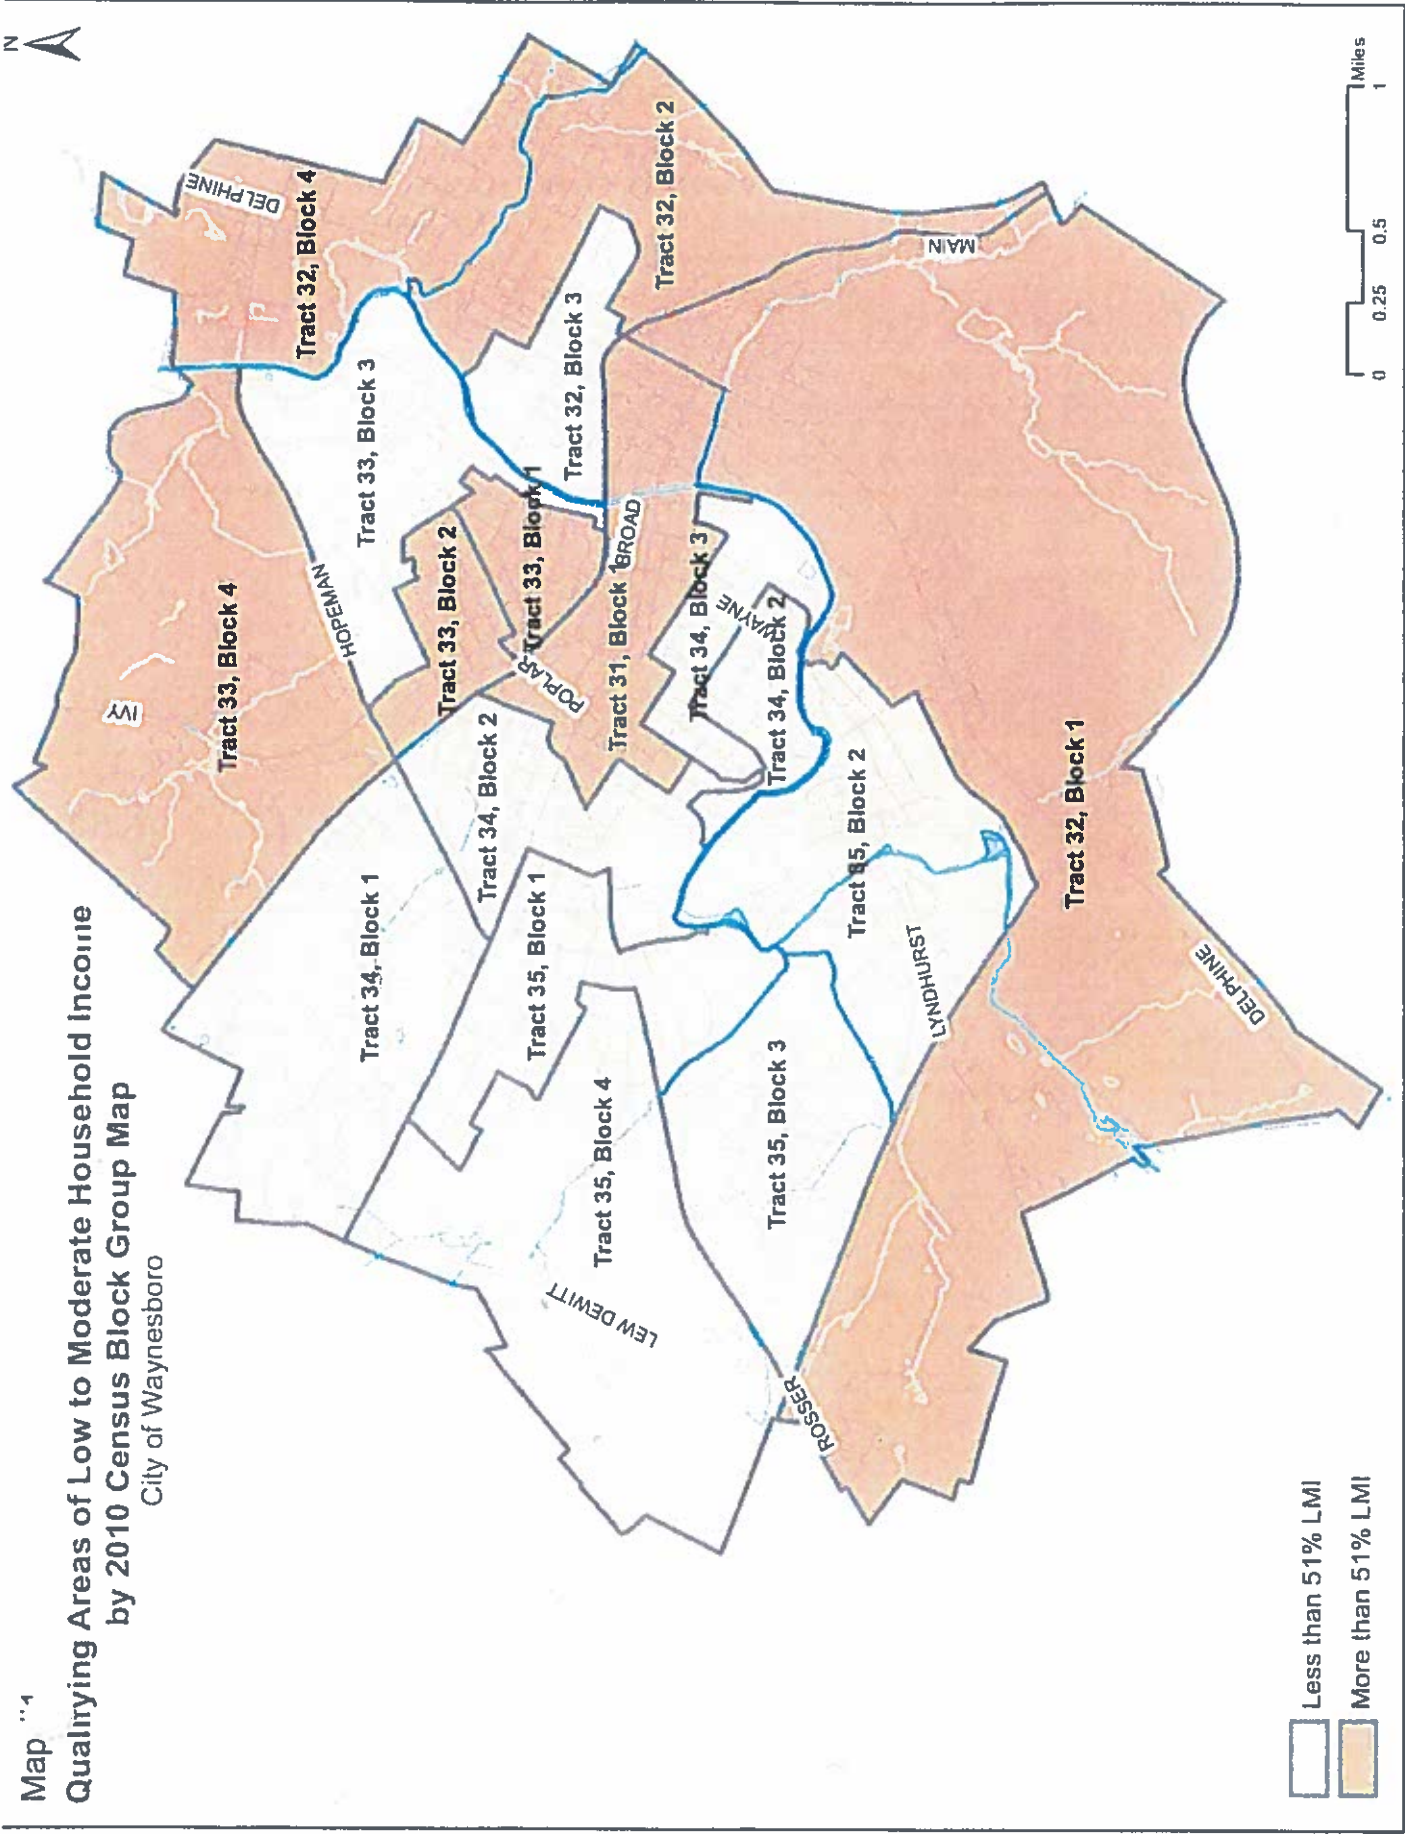 Map
Qualifying Areas of Low to Moderate Household Income
by 2010 Census Block Group Map
City of Waynesboro
N
IVY
DELPHINE
Tract 33, Block 4
Tract 32, Block 4
HOPEMAN
Tract 34, Block 1
Tract 33, Block 3
Tract 33, Block 2
Tract 34, Block 2
Tract 33, Block 1
Tract 35, Block 1
Tract 32, Block 3
POPLAR
Tract 35, Block 4
Tract 31, Block 1
BROAD
LEW DEWITT
Tract 32, Block 2
Tract 34, Block 3
WAYNE
Tract 35, Block 3
Tract 34, Block 2
ROSSER
Tract 35, Block 2
LYNDHURST
MAIN
Tract 32, Block 1
DELPHINE
Less than 51% LMI
More than 51% LMI
0 0.25 0.5 1
Miles